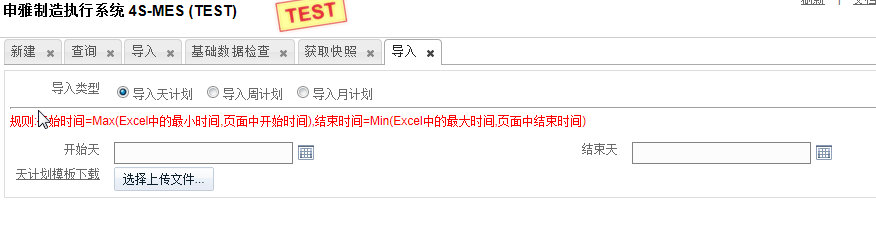 申雅制造执行系统 4S-MES (TEST)
TEST
新建 查询 导入 基础数据检查 获取快照 导入
导入类型 导入天计划 导入周计划 导入月计划
规则:开始时间=Max(Excel中的最小时间,页面中开始时间),结束时间=Min(Excel中的最大时间,页面中结束时间)
开始天 结束天
天计划模板下载 选择上传文件...